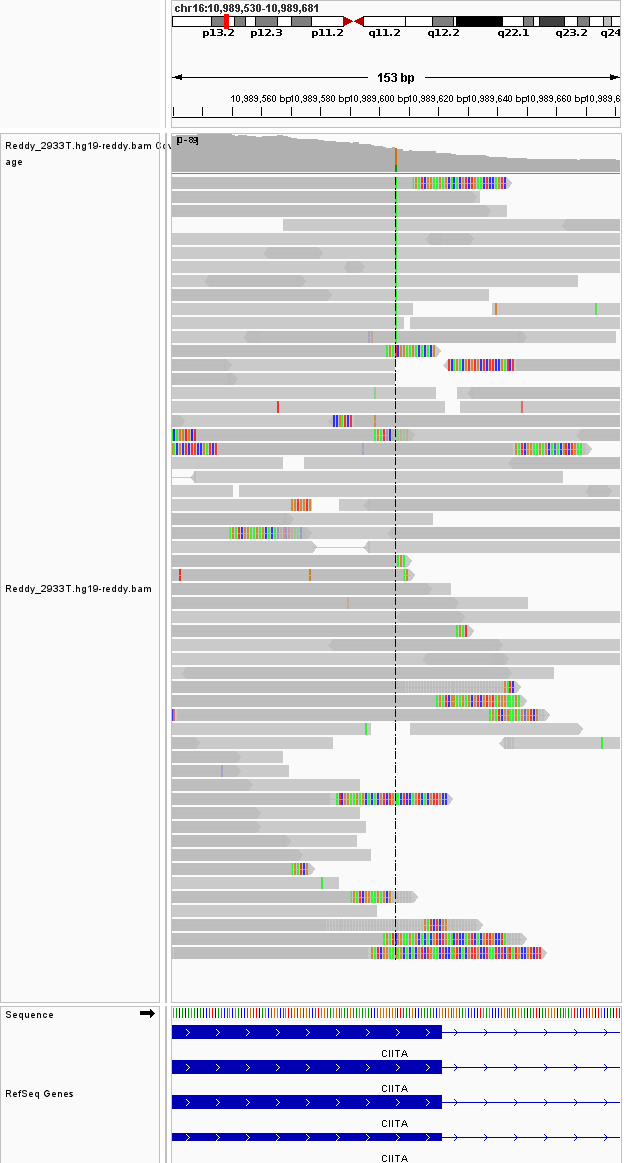 chr16:10,989,530-10,989,681
p13.2 p12.3 p11.2 q11.2 q12.2 q22.1 q23.2 q24
153 bp
10,989,560 bp 10,989,580 bp 10,989,600 bp 10,989,620 bp 10,989,640 bp 10,989,660 bp 10,989,6
Reddy_2933T.hg19-reddy.bam Cov
age
[0 - 89]
Reddy_2933T.hg19-reddy.bam
Sequence
CIITA
CIITA
RefSeq Genes
CIITA
CIITA